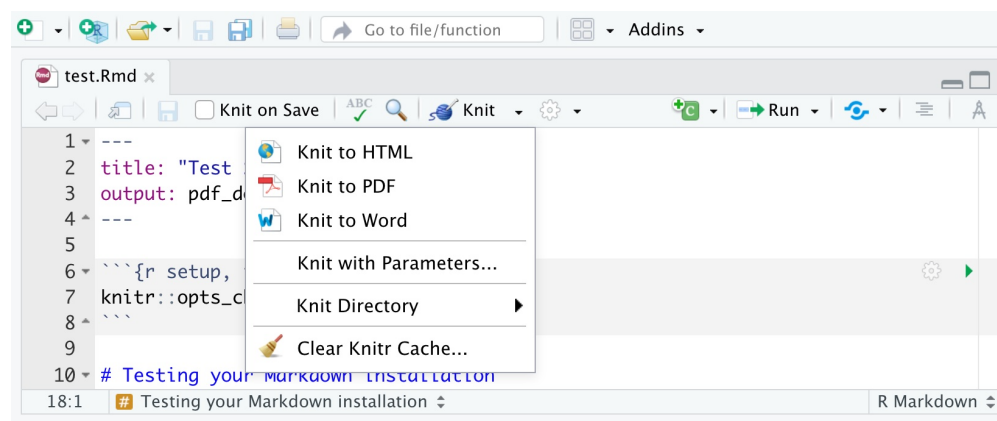 Go to file/function
Addins
test.Rmd
Knit on Save ABC Knit Run
Knit to HTML
Knit to PDF
Knit to Word
Knit with Parameters...
Knit Directory
Clear Knitr Cache...
1 ---
2 title: "Test
3 output: pdf_d
4 ---
5
6 ```{r setup,
7 knitr::opts_c
8 ```
9
10 # Testing your Markdown installation
18:1 # Testing your Markdown installation R Markdown